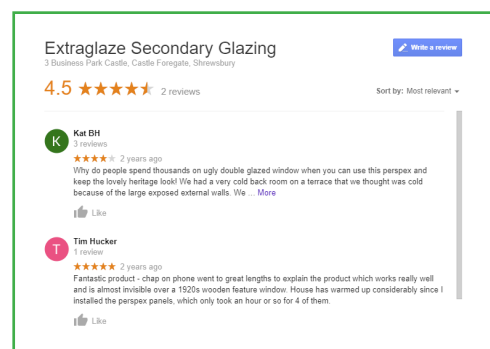 Extraglaze Secondary Glazing
Write a review
3 Business Park Castle, Castle Foregate, Shrewsbury
4.5 2 reviews
Sort by: Most relevant
K
Kat BH
3 reviews
2 years ago
Why do people spend thousands on ugly double glazed window when you can use this perspex and
keep the lovely heritage look! We had a very cold back room on a terrace that we thought was cold
because of the large exposed external walls. We ... More
Like
T
Tim Hucker
1 review
2 years ago
Fantastic product - chap on phone went to great lengths to explain the product which works really well
and is almost invisible over a 1920s wooden feature window. House has warmed up considerably since I
installed the perspex panels, which only took an hour or so for 4 of them.
Like